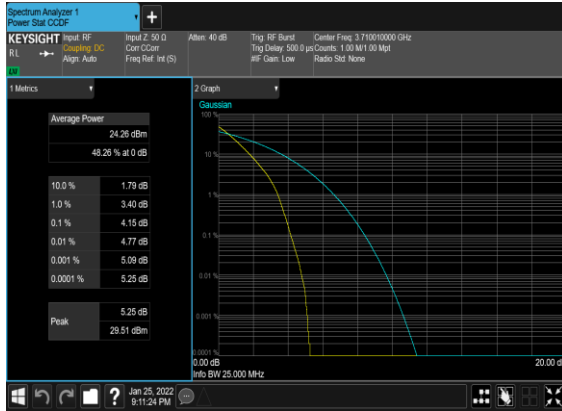 Spectrum Analyzer 1
Power Stat CCDF
KEYSIGHT
RL
Input: RF
Coupling: DC
Align: Auto
Input Z: 50 Ω
Corr CCorr
Freq Ref: Int (S)
Atten: 40 dB
Trig: RF Burst
Trig Delay: 500.0 µs
#IF Gain: Low
Center Freq: 3.710010000 GHz
Counts: 1.00 M/1.00 Mpt
Radio Std: None
LU
1 Metrics
Average Power
24.26 dBm
48.26 % at 0 dB
10.0 % 1.79 dB
1.0 % 3.40 dB
0.1 % 4.15 dB
0.01 % 4.77 dB
0.001 % 5.09 dB
0.0001 % 5.25 dB
Peak
5.25 dB
29.51 dBm
2 Graph
Gaussian
100 %
10 %
1 %
0.1 %
0.01 %
0.001 %
0.0001 %
0.00 dB
20.00 d
Info BW 25.000 MHz
?
Jan 25, 2022
9:11:24 PM